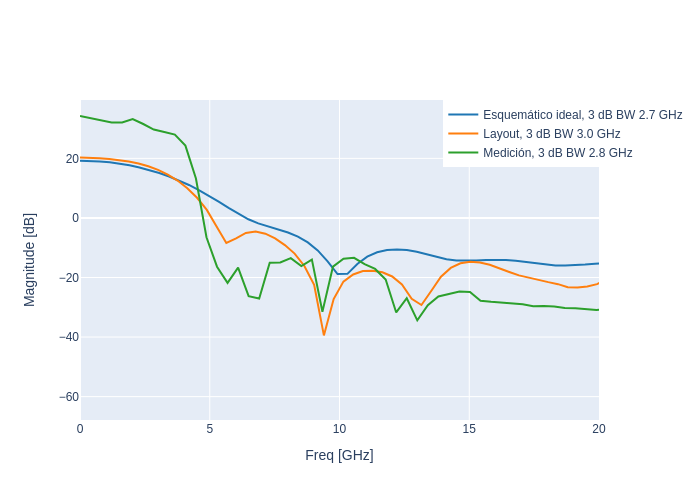 Esquemático ideal, 3 dB BW 2.7 GHz
Layout, 3 dB BW 3.0 GHz
Medición, 3 dB BW 2.8 GHz
20
0
−20
−40
−60
Magnitude [dB]
0 5 10 15 20
Freq [GHz]